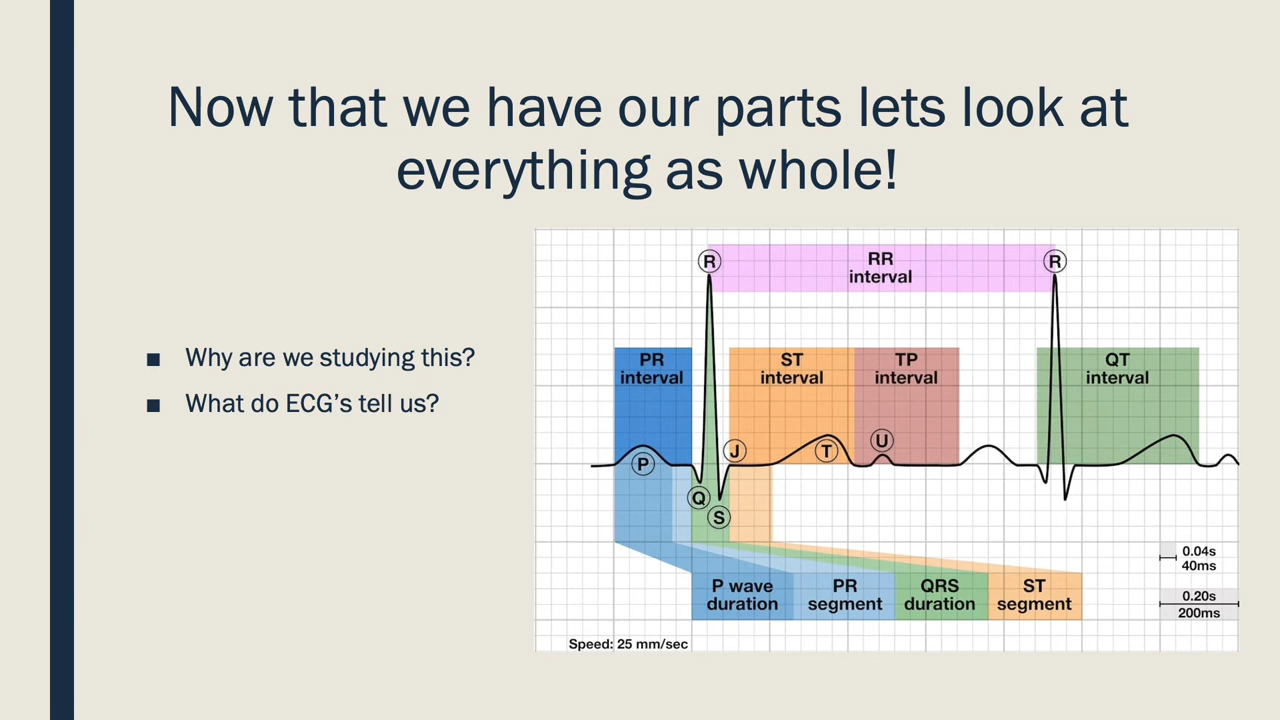 Now that we have our parts lets look at
everything as whole!
■ Why are we studying this?
■ What do ECG’s tell us?
R
RR
interval
R
PR
interval
ST
interval
TP
interval
QT
interval
P
J
T
U
Q
S
0.04s
40ms
P wave
duration
PR
segment
QRS
duration
ST
segment
0.20s
200ms
Speed: 25 mm/sec